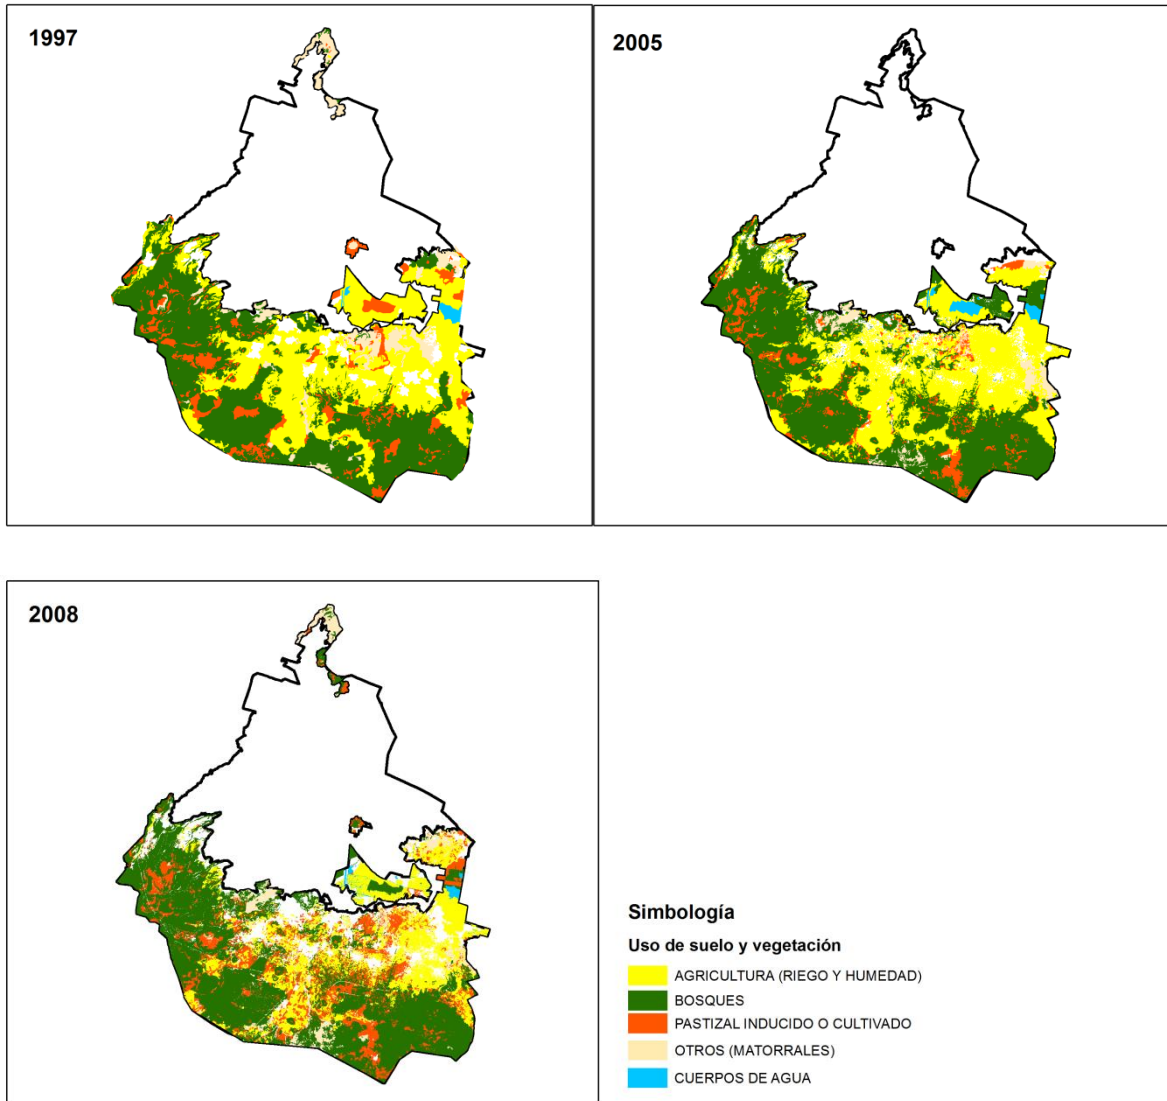 1997
2005
2008
Simbología
Uso de suelo y vegetación
AGRICULTURA (RIEGO Y HUMEDAD)
BOSQUES
PASTIZAL INDUCIDO O CULTIVADO
OTROS (MATORRALES)
CUERPOS DE AGUA